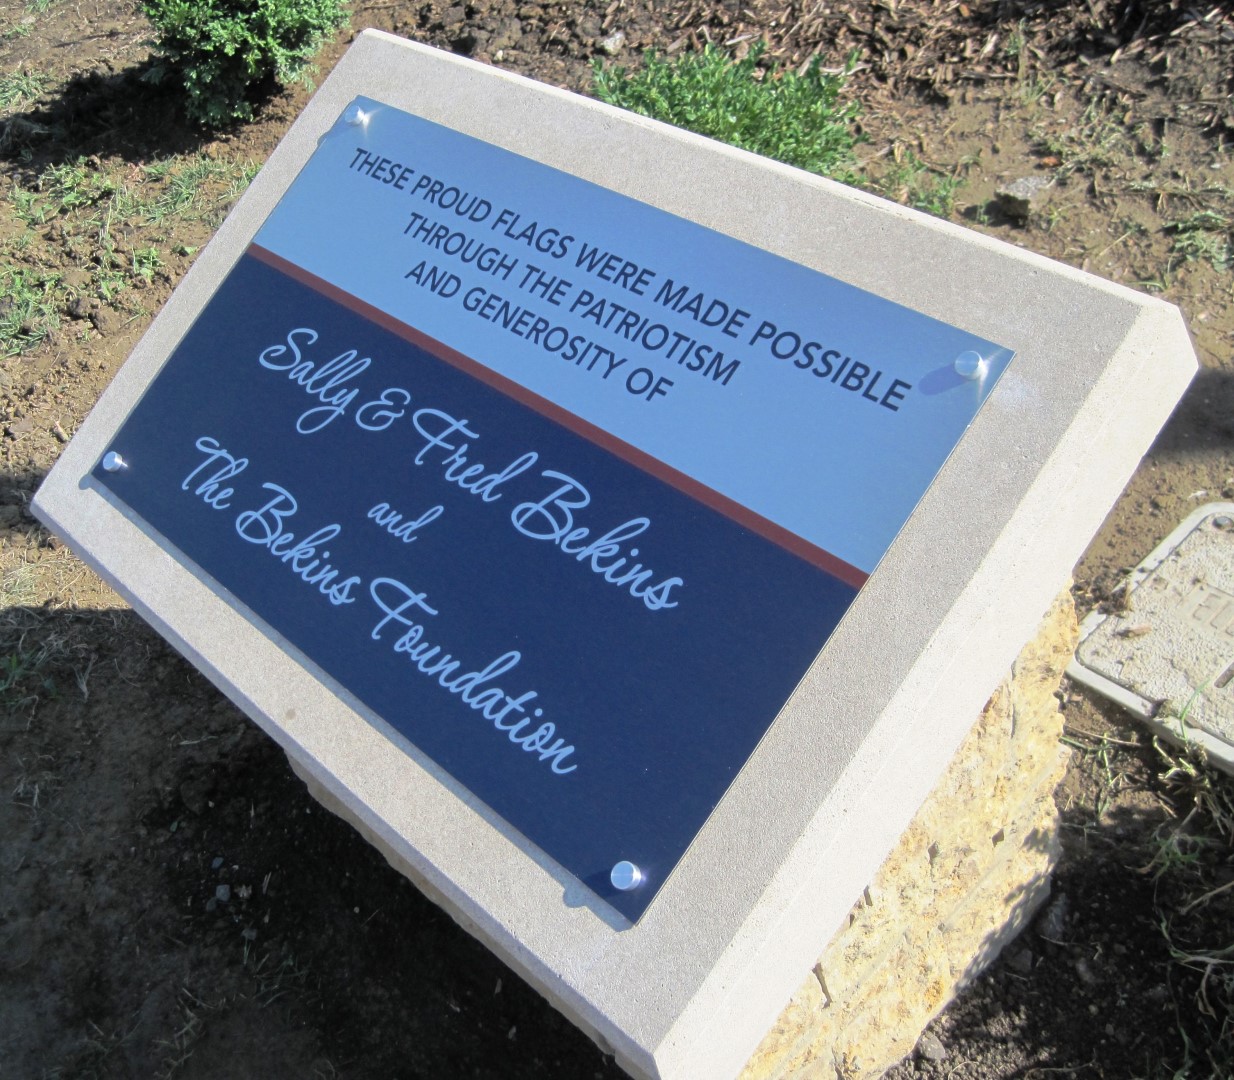 THESE PROUD FLAGS WERE MADE POSSIBLE
THROUGH THE PATRIOTISM
AND GENEROSITY OF
Sally & Fred Bekins
and
The Bekins Foundation